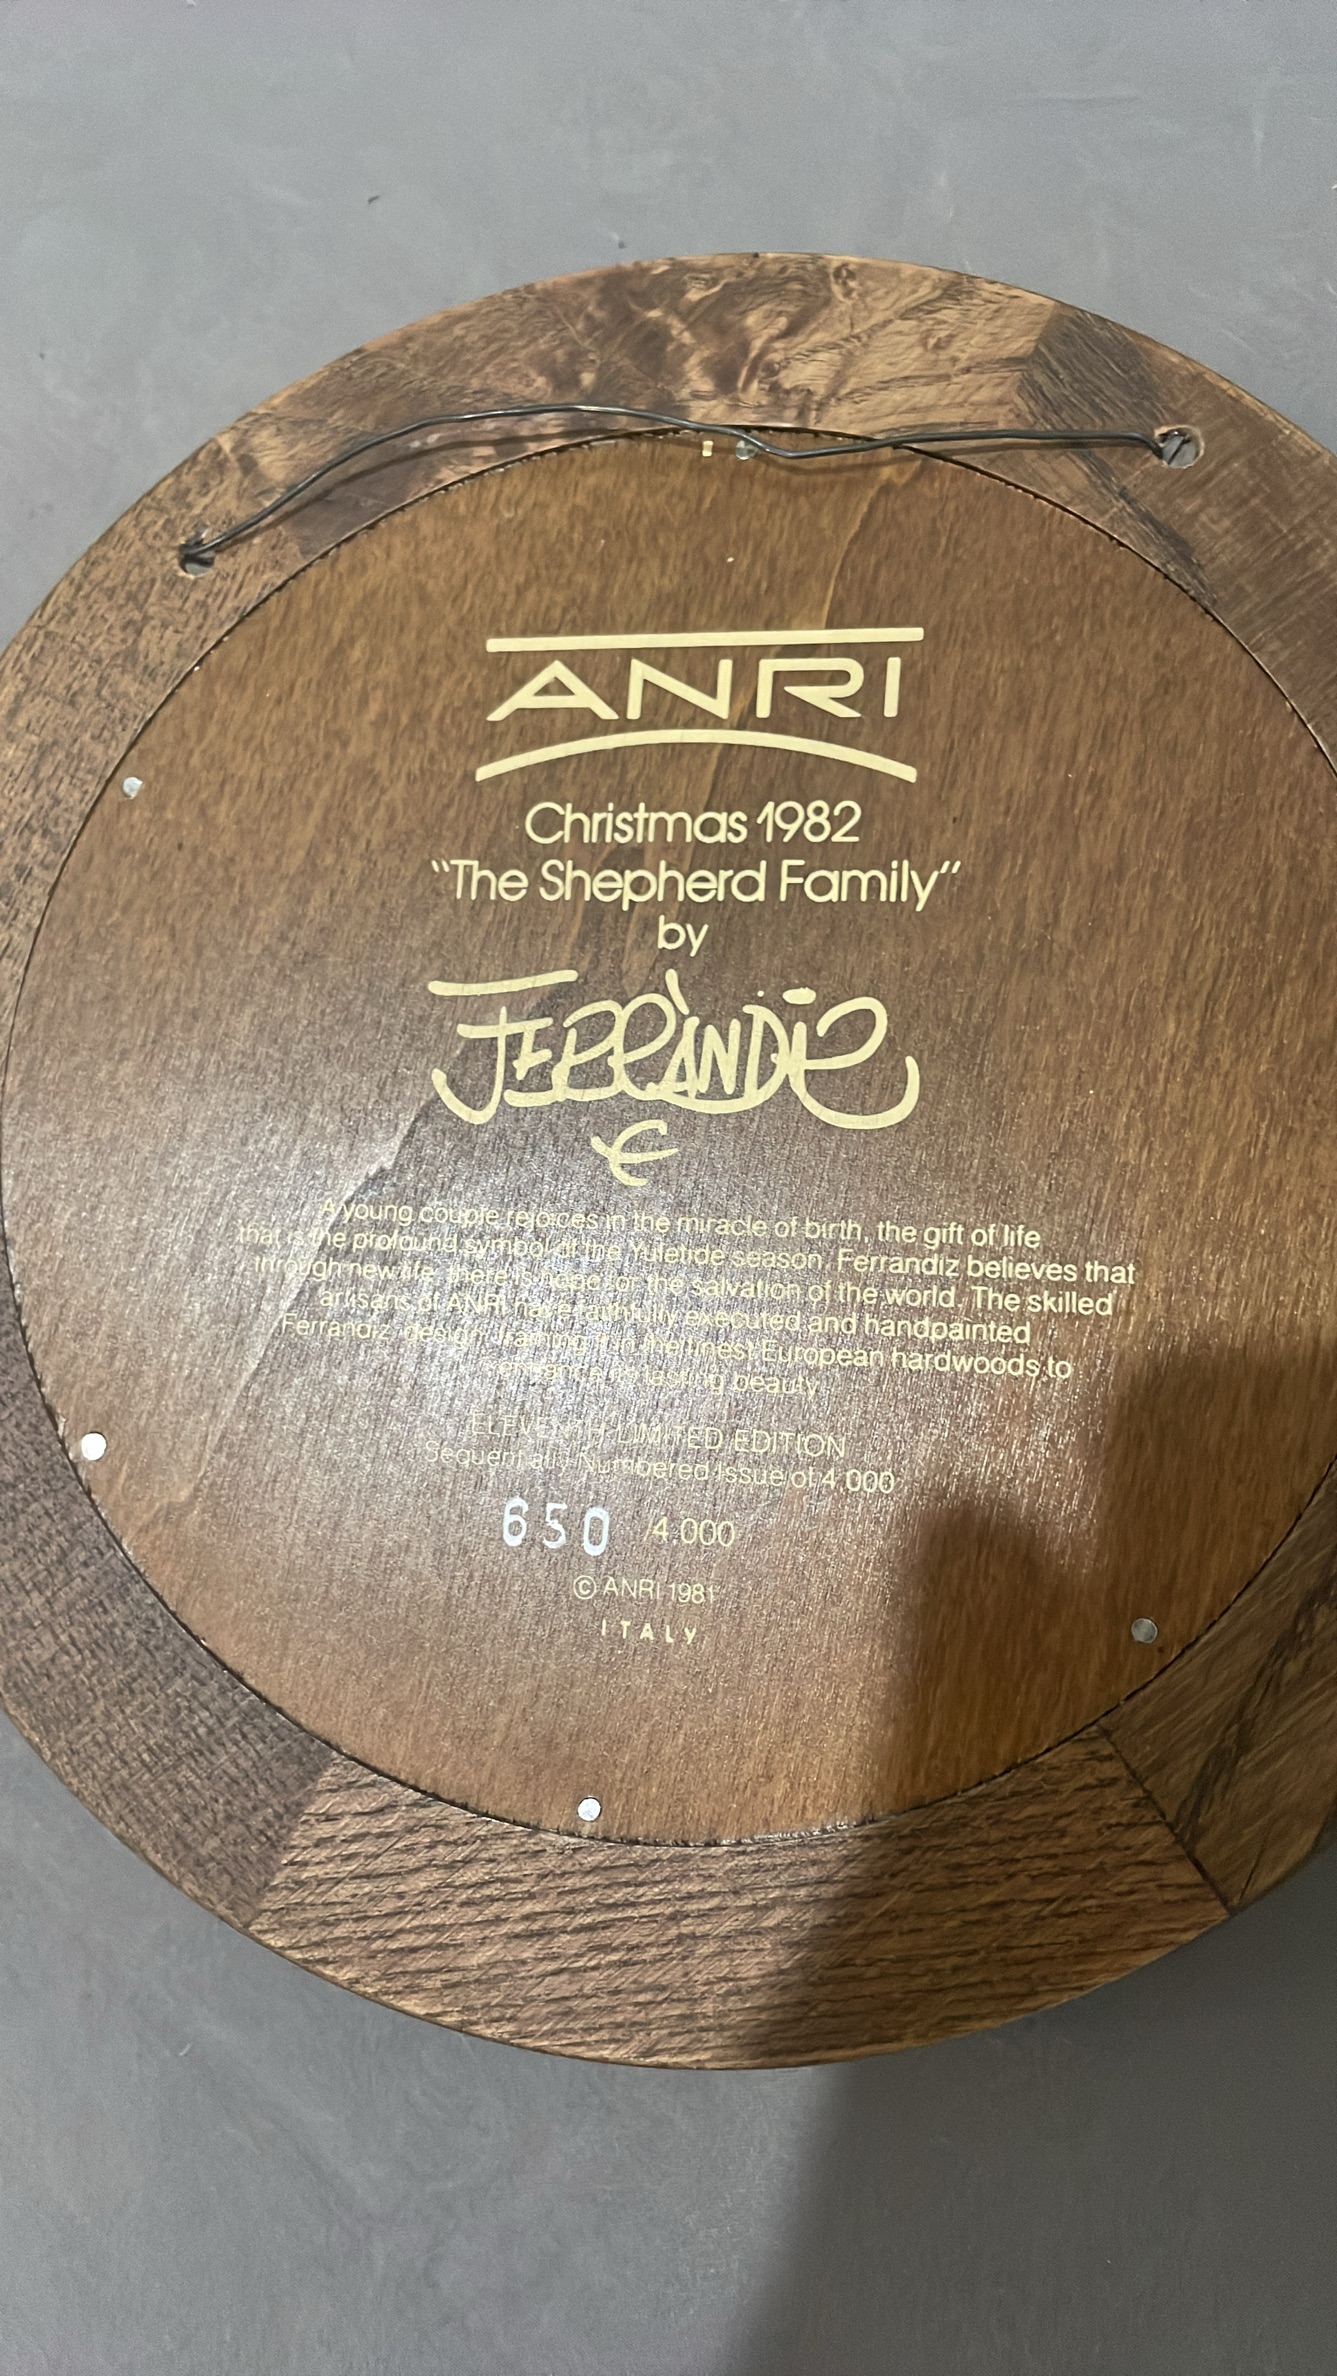 ANRI
Christmas 1982
"The Shepherd Family"
by
FERRÀNDIZ
A young couple rejoices in the miracle of birth, the gift of life
that is the profound symbol of the Yuletide season. Ferrandiz believes that
through new life, there is hope for the salvation of the world. The skilled
artisans of ANRI have faithfully executed and handpainted
Ferrandiz' design, framing it in the finest European hardwoods to
enhance its lasting beauty.
ELEVENTH LIMITED EDITION
Sequentially Numbered Issue of 4.000
650 /4.000
© ANRI 1981
ITALY